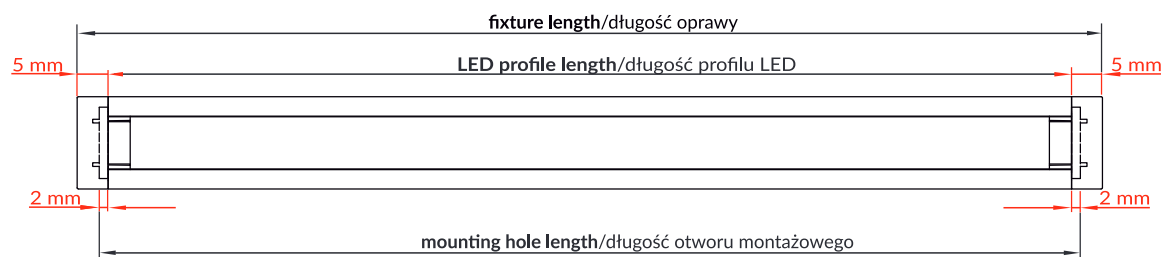 fixture length/długość oprawy
5 mm
LED profile length/długość profilu LED
5 mm
2 mm
2 mm
mounting hole length/długość otworu montażowego